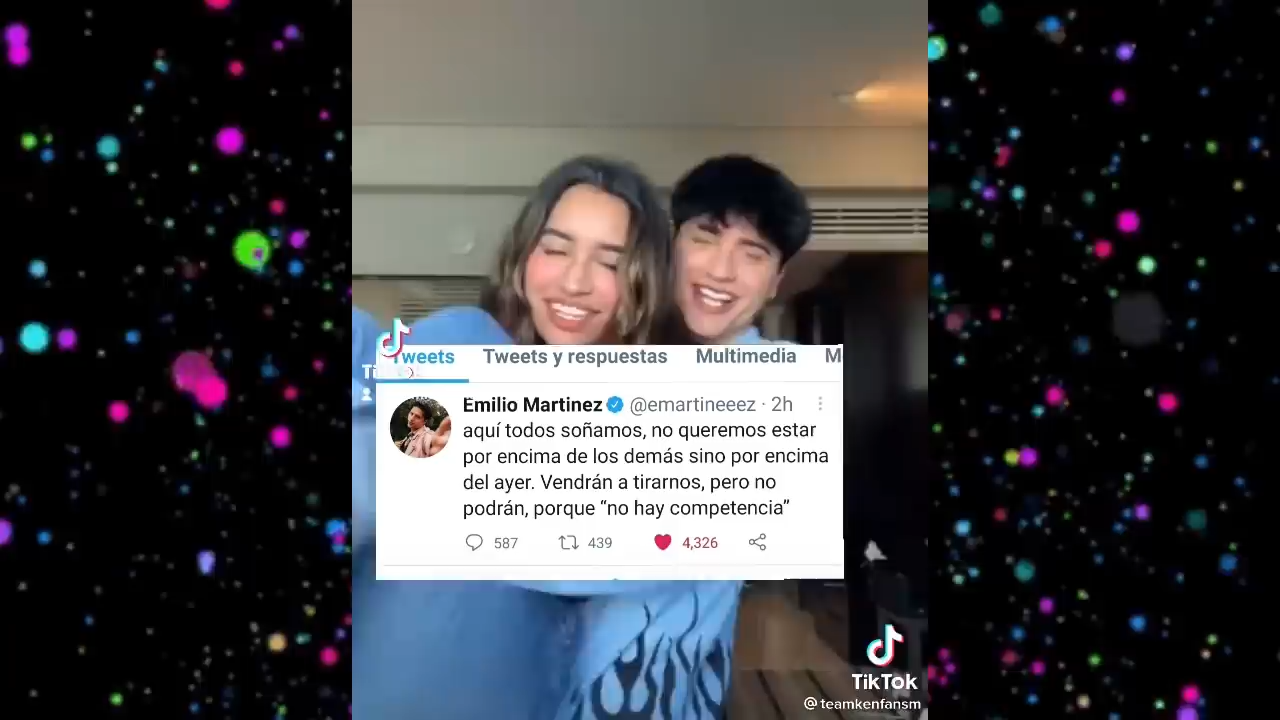 Tweets
Tweets y respuestas
Multimedia
M
Emilio Martinez @emartineeez · 2h
aquí todos soñamos, no queremos estar
por encima de los demás sino por encima
del ayer. Vendrán a tirarnos, pero no
podrán, porque “no hay competencia”
587
439
4,326
TikTok
@teamkenfansm